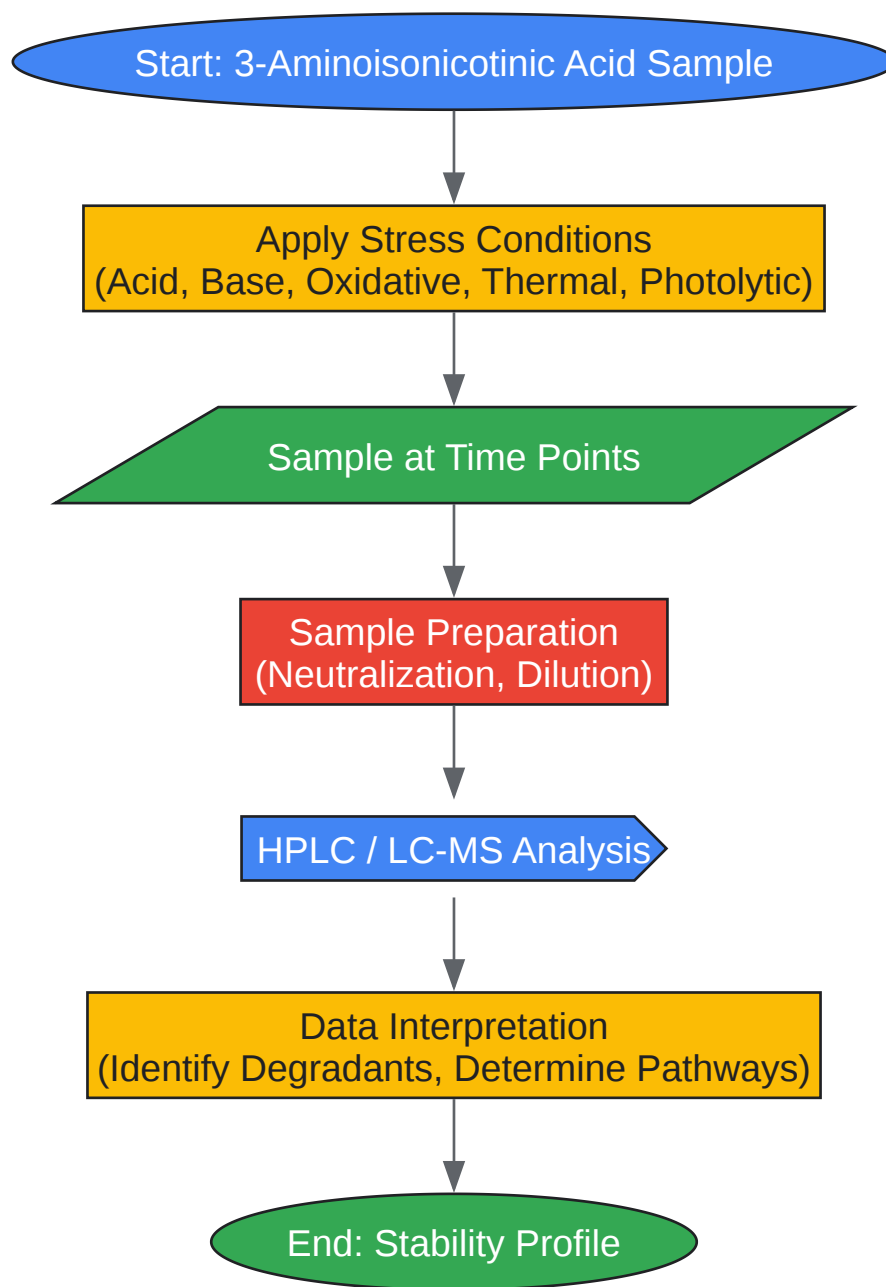 Start: 3-Aminoisonicotinic Acid Sample
Apply Stress Conditions
(Acid, Base, Oxidative, Thermal, Photolytic)
Sample at Time Points
Sample Preparation
(Neutralization, Dilution)
HPLC / LC-MS Analysis
Data Interpretation
(Identify Degradants, Determine Pathways)
End: Stability Profile